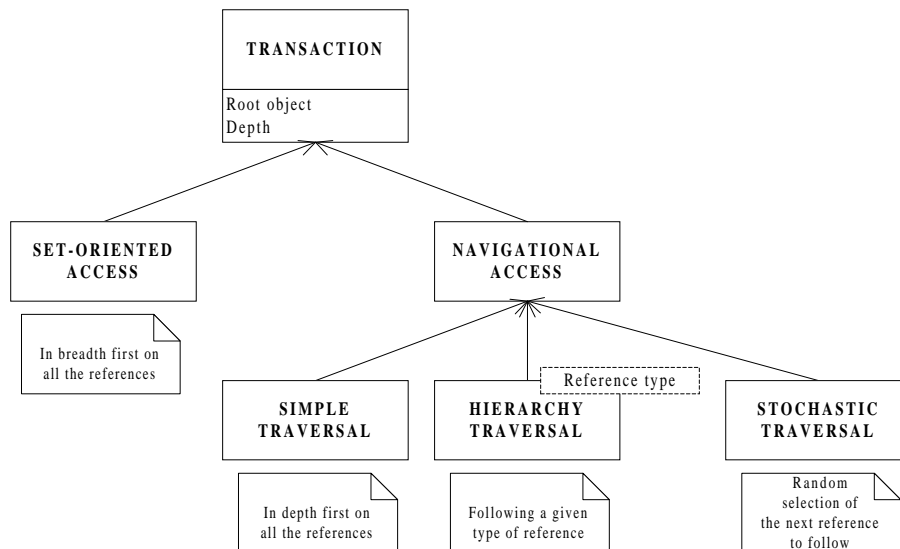 TRANSACTION
Root object
Depth
SET-ORIENTED
ACCESS
NAVIGATIONAL
ACCESS
In breadth first on
all the references
Reference type
SIMPLE
TRAVERSAL
HIERARCHY
TRAVERSAL
STOCHASTIC
TRAVERSAL
In depth first on
all the references
Following a given
type of reference
Random
selection of
the next reference
to follow